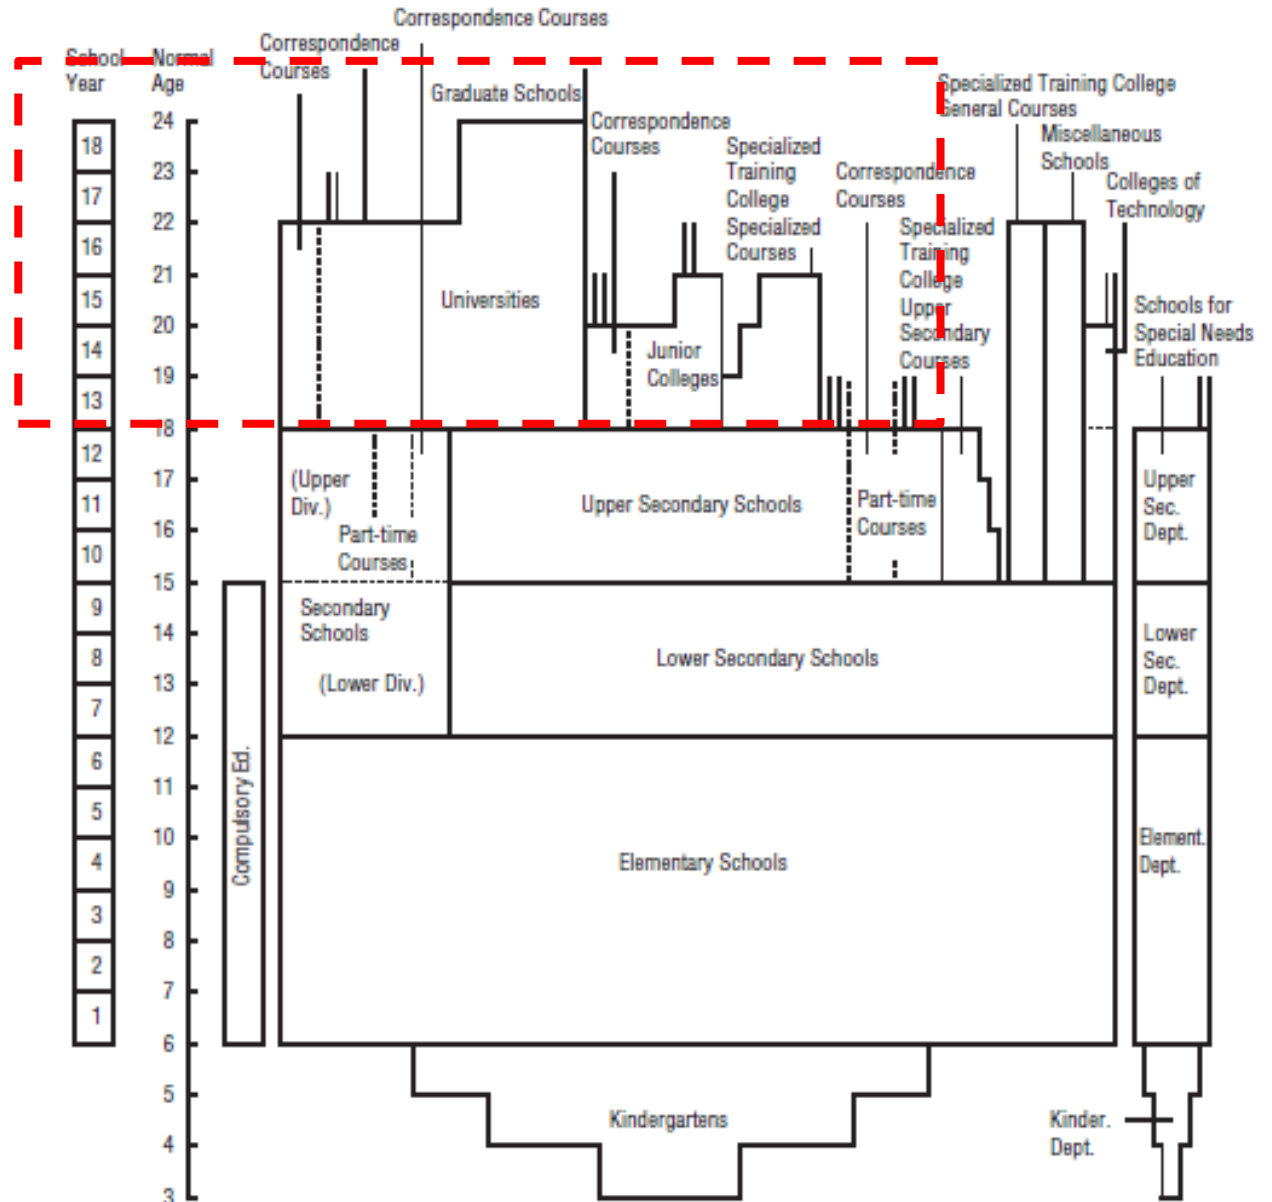 Correspondence Courses
Correspondence
Courses
School
Year
Normal
Age
Graduate Schools
Specialized Training College
General Courses
Correspondence
Courses
Miscellaneous
Schools
Specialized
Training
College
Specialized
Courses
Correspondence
Courses
Colleges of
Technology
Specialized
Training
College
Upper
Secondary
Courses
Universities
Junior
Colleges
Schools for
Special Needs
Education
18
17
16
15
14
13
12
11
10
9
8
7
6
5
4
3
2
1
24
23
22
21
20
19
18
17
16
15
14
13
12
11
10
9
8
7
6
5
4
3
Compulsory Ed.
(Upper
Div.)
Part-time
Courses
Upper Secondary Schools
Part-time
Courses
Upper
Sec.
Dept.
Secondary
Schools
(Lower Div.)
Lower Secondary Schools
Lower
Sec.
Dept.
Elementary Schools
Element.
Dept.
Kindergartens
Kinder.
Dept.